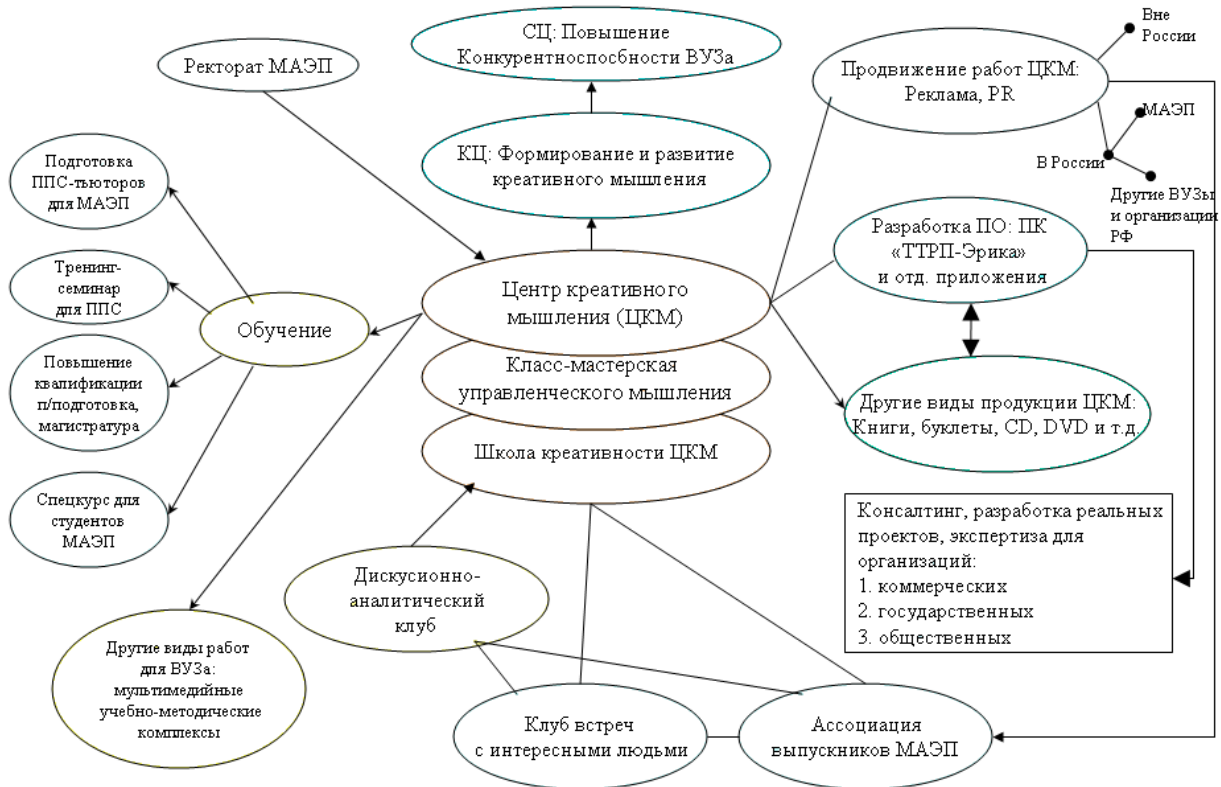 СЦ: Повышение
Конкурентноспосбности ВУЗа
Ректорат МАЭП
Продвижение работ ЦКМ:
Реклама, PR
Вне
России
МАЭП
В России
Другие ВУЗы
и организации
РФ
КЦ: Формирование и развитие
креативного мышления
Подготовка
ППС-тьюторов
для МАЭП
Тренинг-
семинар
для ППС
Обучение
Повышение
квалификации
п/подготовка,
магистратура
Спецкурс для
студентов
МАЭП
Центр креативного
мышления (ЦКМ)
Класс-мастерская
управленческого мышления
Школа креативности ЦКМ
Разработка ПО: ПК
«ТТРП-Эрика»
и отд. приложения
Другие виды продукции ЦКМ:
Книги, буклеты, CD, DVD и т.д.
Консалтинг, разработка реальных
проектов, экспертиза для
организаций:
1. коммерческих
2. государственных
3. общественных
Дискусионно-
аналитический
клуб
Другие виды работ
для ВУЗа:
мультимедийные
учебно-методические
комплексы
Клуб встреч
с интересными людьми
Ассоциация
выпускников МАЭП